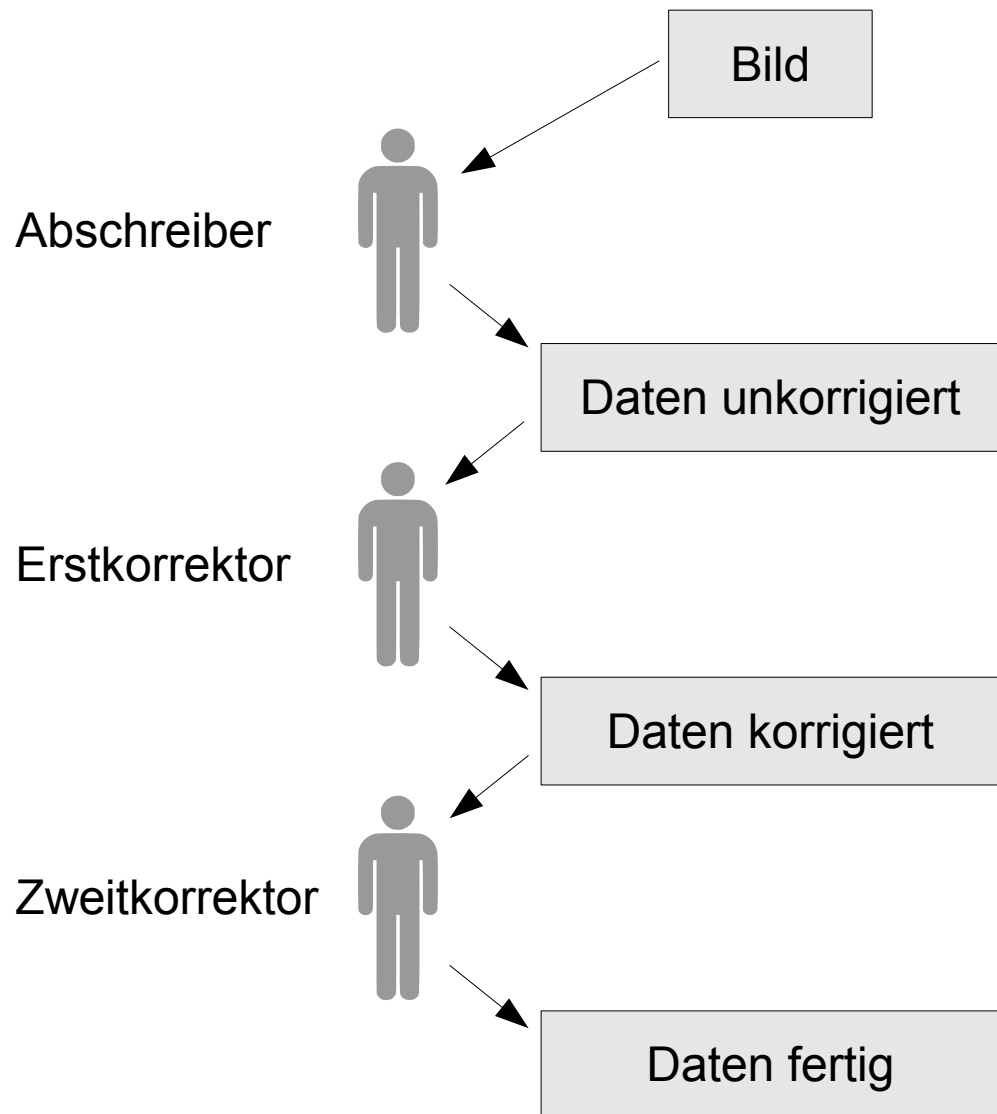 Bild
Abschreiber
Daten unkorrigiert
Erstkorrektor
Daten korrigiert
Zweitkorrektor
Daten fertig